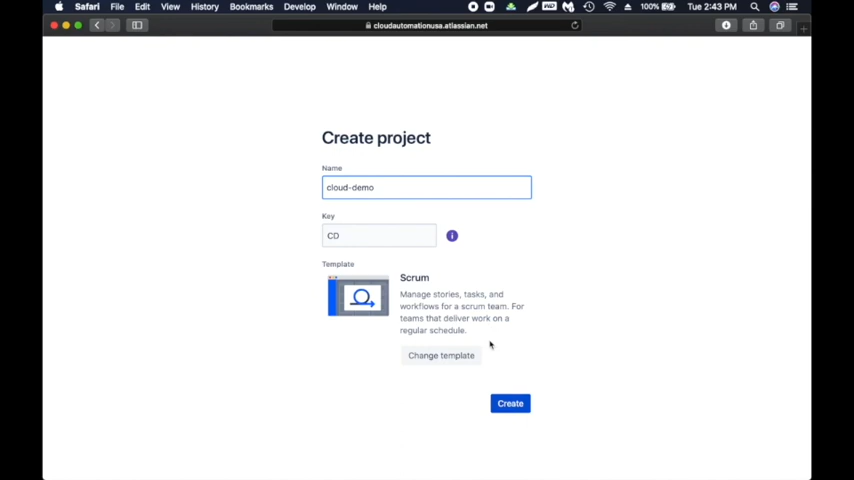 Safari File Edit View History Bookmarks Develop Window Help 100% Tue 2:43 PM
cloudautomationusa.atlassian.net
Create project
Name
cloud-demo
Key
CD
i
Template
Scrum
Manage stories, tasks, and
workflows for a scrum team. For
teams that deliver work on a
regular schedule.
Change template
Create